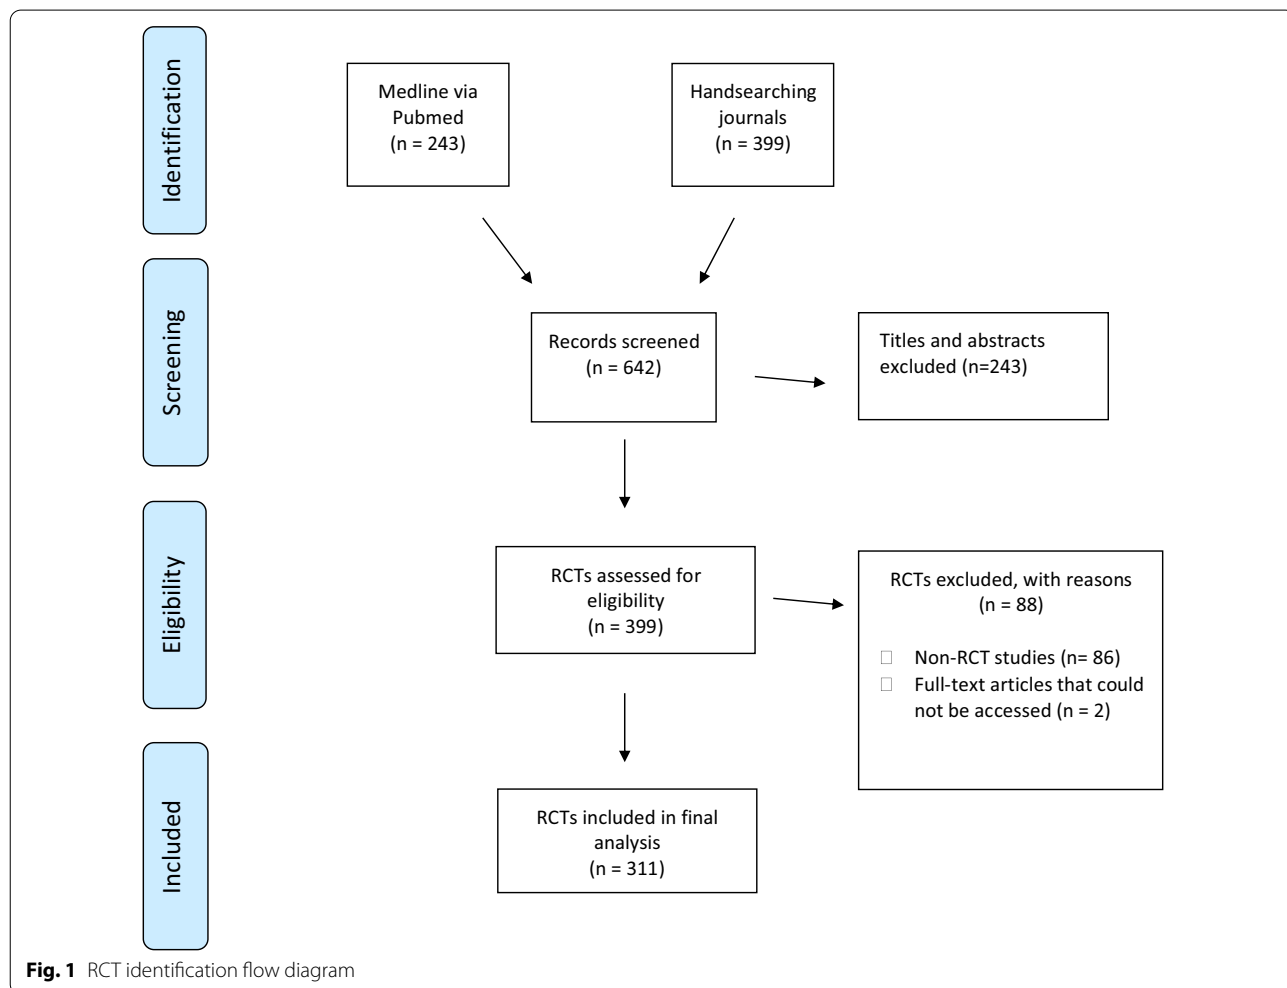 Identification
Medline via
Pubmed
(n = 243)
Handsearching
journals
(n = 399)
Screening
Records screened
(n = 642)
Titles and abstracts
excluded (n=243)
Eligibility
RCTs assessed for
eligibility
(n = 399)
RCTs excluded, with reasons
(n = 88)
Non-RCT studies (n= 86)
Full-text articles that could
not be accessed (n = 2)
Included
RCTs included in final
analysis
(n = 311)
Fig. 1 RCT identification flow diagram